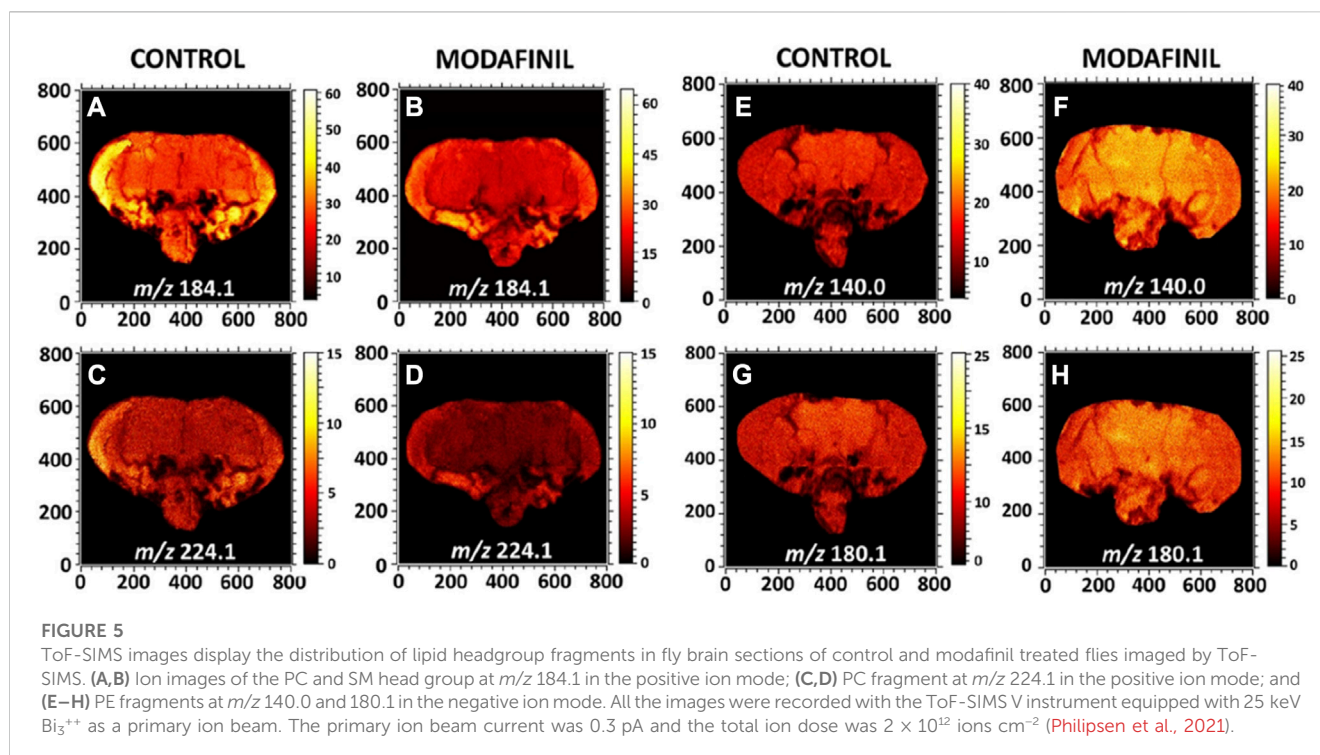 CONTROL
MODAFINIL
CONTROL
MODAFINIL
800
600
400
200
0
A
m/z 184.1
60
50
40
30
20
10
0 200 400 600 800
B
m/z 184.1
60
45
30
15
0
0 200 400 600 800
800
600
400
200
0
E
m/z 140.0
40
30
20
10
0 200 400 600 800
800
600
400
200
0
F
m/z 140.0
40
30
20
10
0
0 200 400 600 800
800
600
400
200
0
C
m/z 224.1
15
10
5
0
0 200 400 600 800
D
m/z 224.1
15
10
5
0
0 200 400 600 800
800
600
400
200
0
G
m/z 180.1
25
20
15
10
5
0
0 200 400 600 800
800
600
400
200
0
H
m/z 180.1
25
20
15
10
5
0
0 200 400 600 800
FIGURE 5
ToF-SIMS images display the distribution of lipid headgroup fragments in fly brain sections of control and modafinil treated flies imaged by ToF-
SIMS. (A,B) Ion images of the PC and SM head group at m/z 184.1 in the positive ion mode; (C,D) PC fragment at m/z 224.1 in the positive ion mode; and
(E–H) PE fragments at m/z 140.0 and 180.1 in the negative ion mode. All the images were recorded with the ToF-SIMS V instrument equipped with 25 keV
Bi₃⁺⁺ as a primary ion beam. The primary ion beam current was 0.3 pA and the total ion dose was 2 × 10¹² ions cm⁻² (Philipsen et al., 2021).